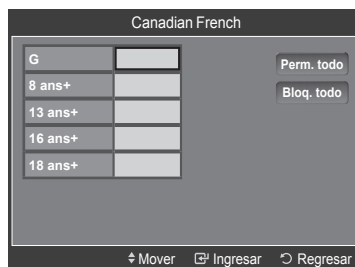 Canadian French
G
8 ans+
13 ans+
16 ans+
18 ans+
Perm. todo
Bloq. todo
Mover Ingresar Regresar